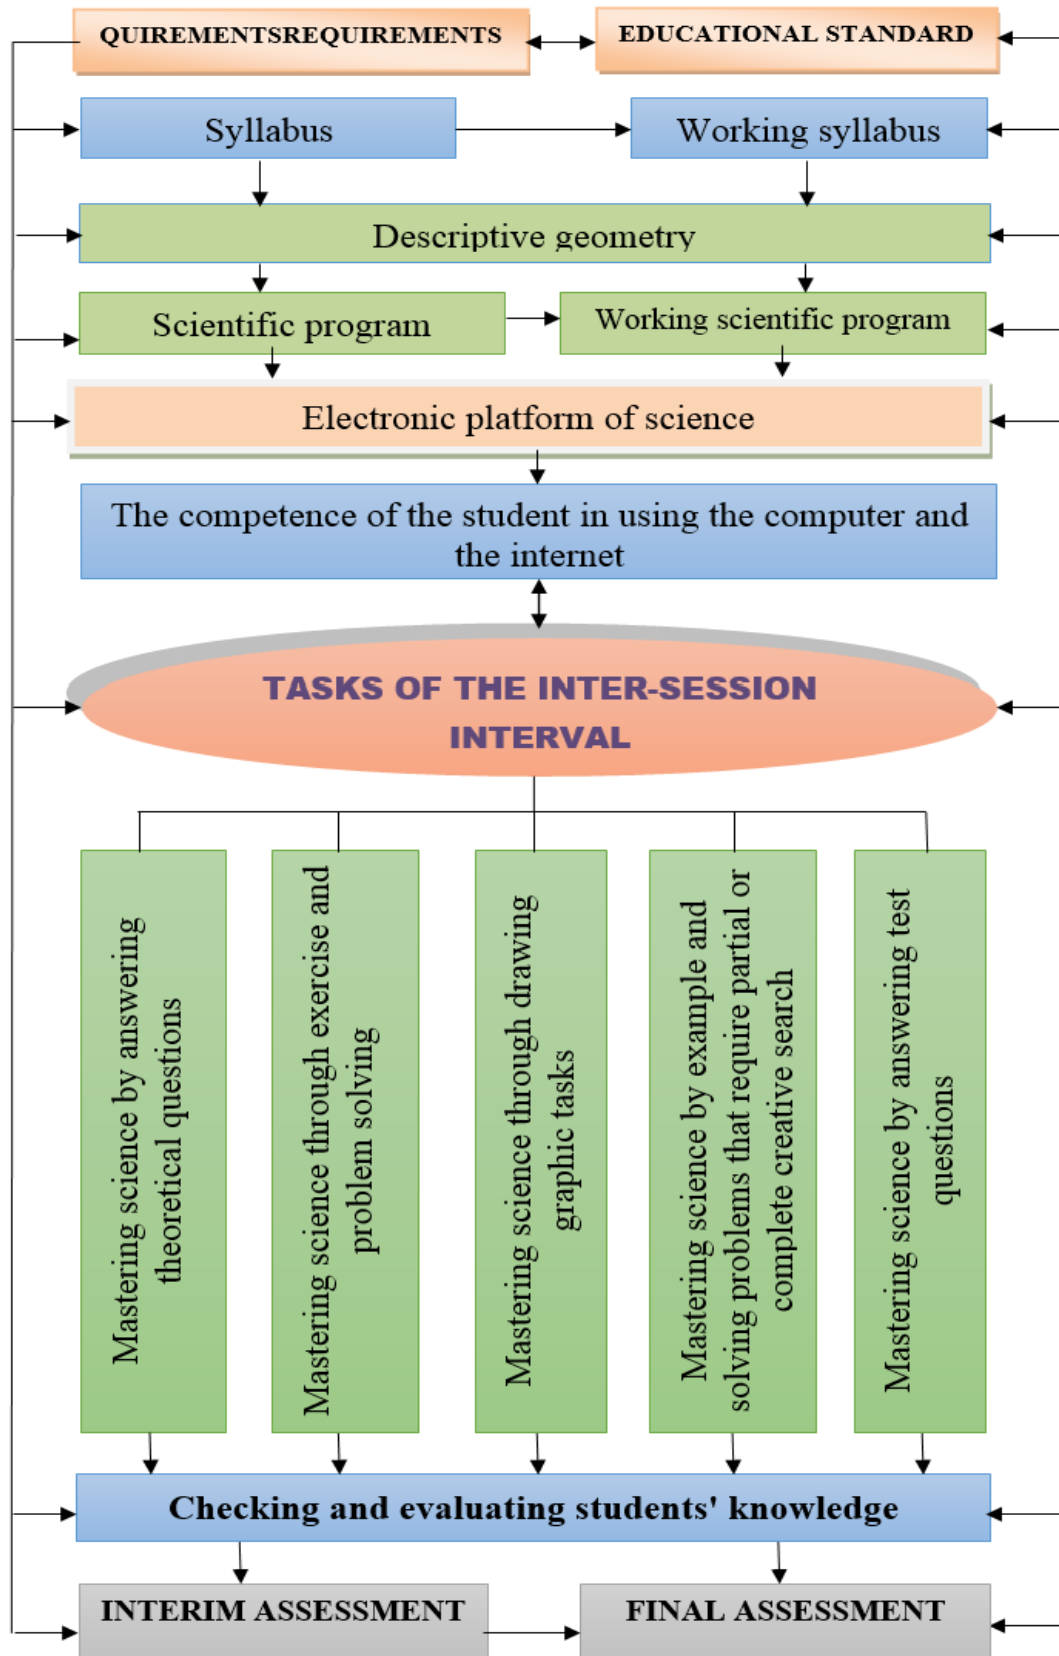 QUIREMENTSREQUIREMENTS
EDUCATIONAL STANDARD
Syllabus
Working syllabus
Descriptive geometry
Scientific program
Working scientific program
Electronic platform of science
The competence of the student in using the computer and
the internet
TASKS OF THE INTER-SESSION
INTERVAL
Mastering science by answering
theoretical questions
Mastering science through exercise and
problem solving
Mastering science through drawing
graphic tasks
Mastering science by example and
solving problems that require partial or
complete creative search
Mastering science by answering test
questions
Checking and evaluating students' knowledge
INTERIM ASSESSMENT
FINAL ASSESSMENT